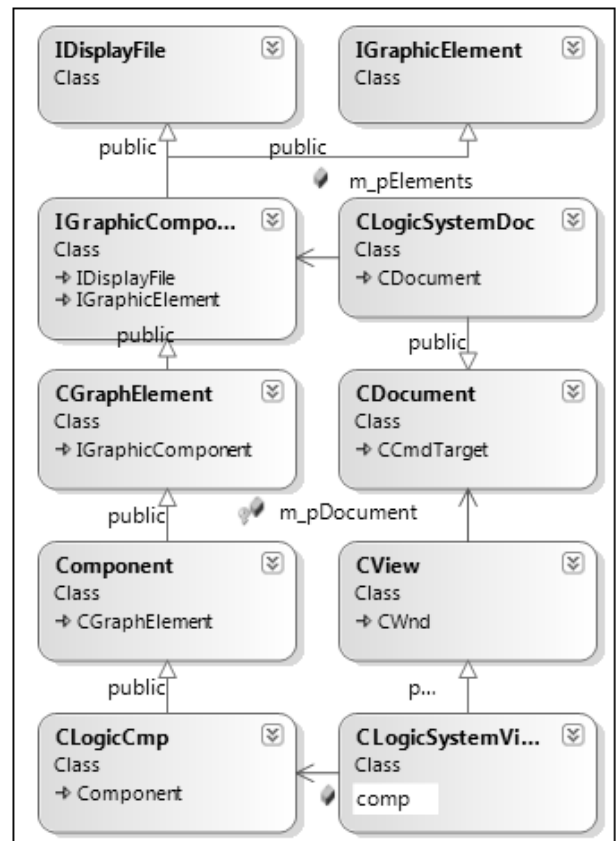 IDisplayFile
Class
IGraphicElement
Class
public
public
m_pElements
IGraphicCompo...
Class
IDisplayFile
IGraphicElement
CLogicSystemDoc
Class
CDocument
public
public
CGraphElement
Class
IGraphicComponent
CDocument
Class
CCmdTarget
public
m_pDocument
Component
Class
CGraphElement
CView
Class
CWnd
public
p...
CLogicCmp
Class
Component
CLogicSystemVi...
Class
comp